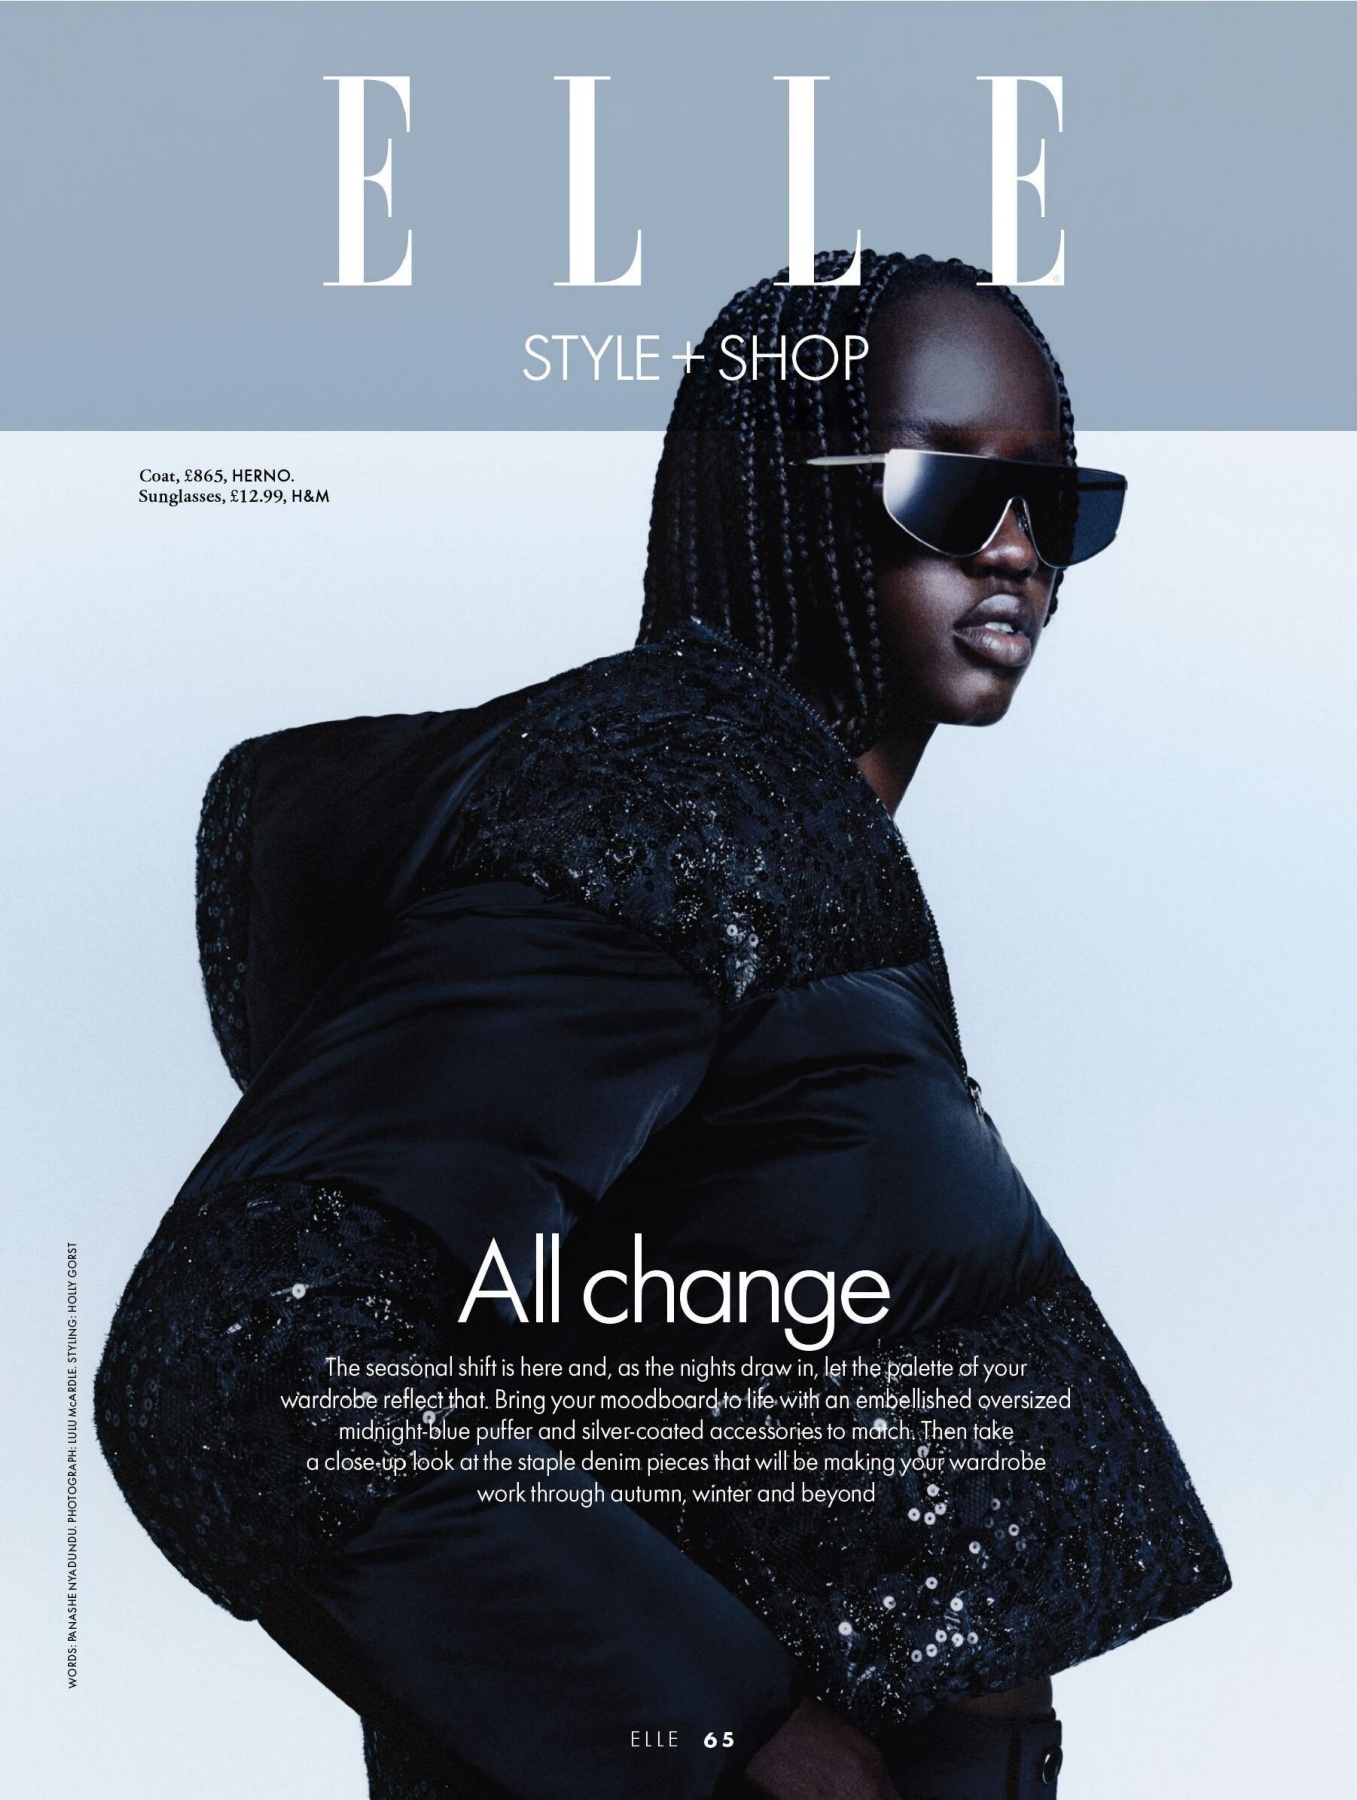 ELLE
STYLE + SHOP
Coat, £865, HERNO.
Sunglasses, £12.99, H&M
All change
The seasonal shift is here and, as the nights draw in, let the palette of your
wardrobe reflect that. Bring your moodboard to life with an embellished oversized
midnight-blue puffer and silver-coated accessories to match. Then take
a close-up look at the staple denim pieces that will be making your wardrobe
work through autumn, winter and beyond
WORDS: PANASHE NYADUNDU. PHOTOGRAPH: LULU McARDLE. STYLING: HOLLY GORST
ELLE 65